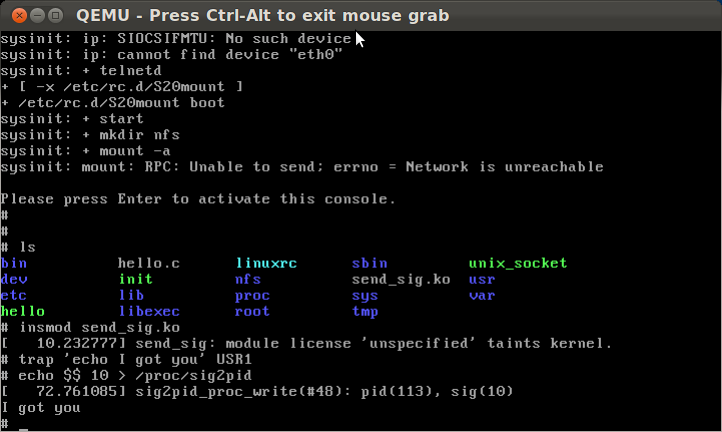 QEMU - Press Ctrl-Alt to exit mouse grab
sysinit: ip: SIOCSIFMTU: No such device
sysinit: ip: cannot find device "eth0"
sysinit: + telnetd
+ [ -x /etc/rc.d/S20mount ]
+ /etc/rc.d/S20mount boot
sysinit: + start
sysinit: + mkdir nfs
sysinit: + mount -a
sysinit: mount: RPC: Unable to send; errno = Network is unreachable
Please press Enter to activate this console.
#
#
# ls
bin hello.c linuxrc sbin unix_socket
dev init nfs send_sig.ko usr
etc lib proc sys var
hello libexec root tmp
# insmod send_sig.ko
[ 10.232777] send_sig: module license 'unspecified' taints kernel.
# trap 'echo I got you' USR1
# echo $$ 10 > /proc/sig2pid
[ 72.761085] sig2pid_proc_write(#48): pid(113), sig(10)
I got you
# _